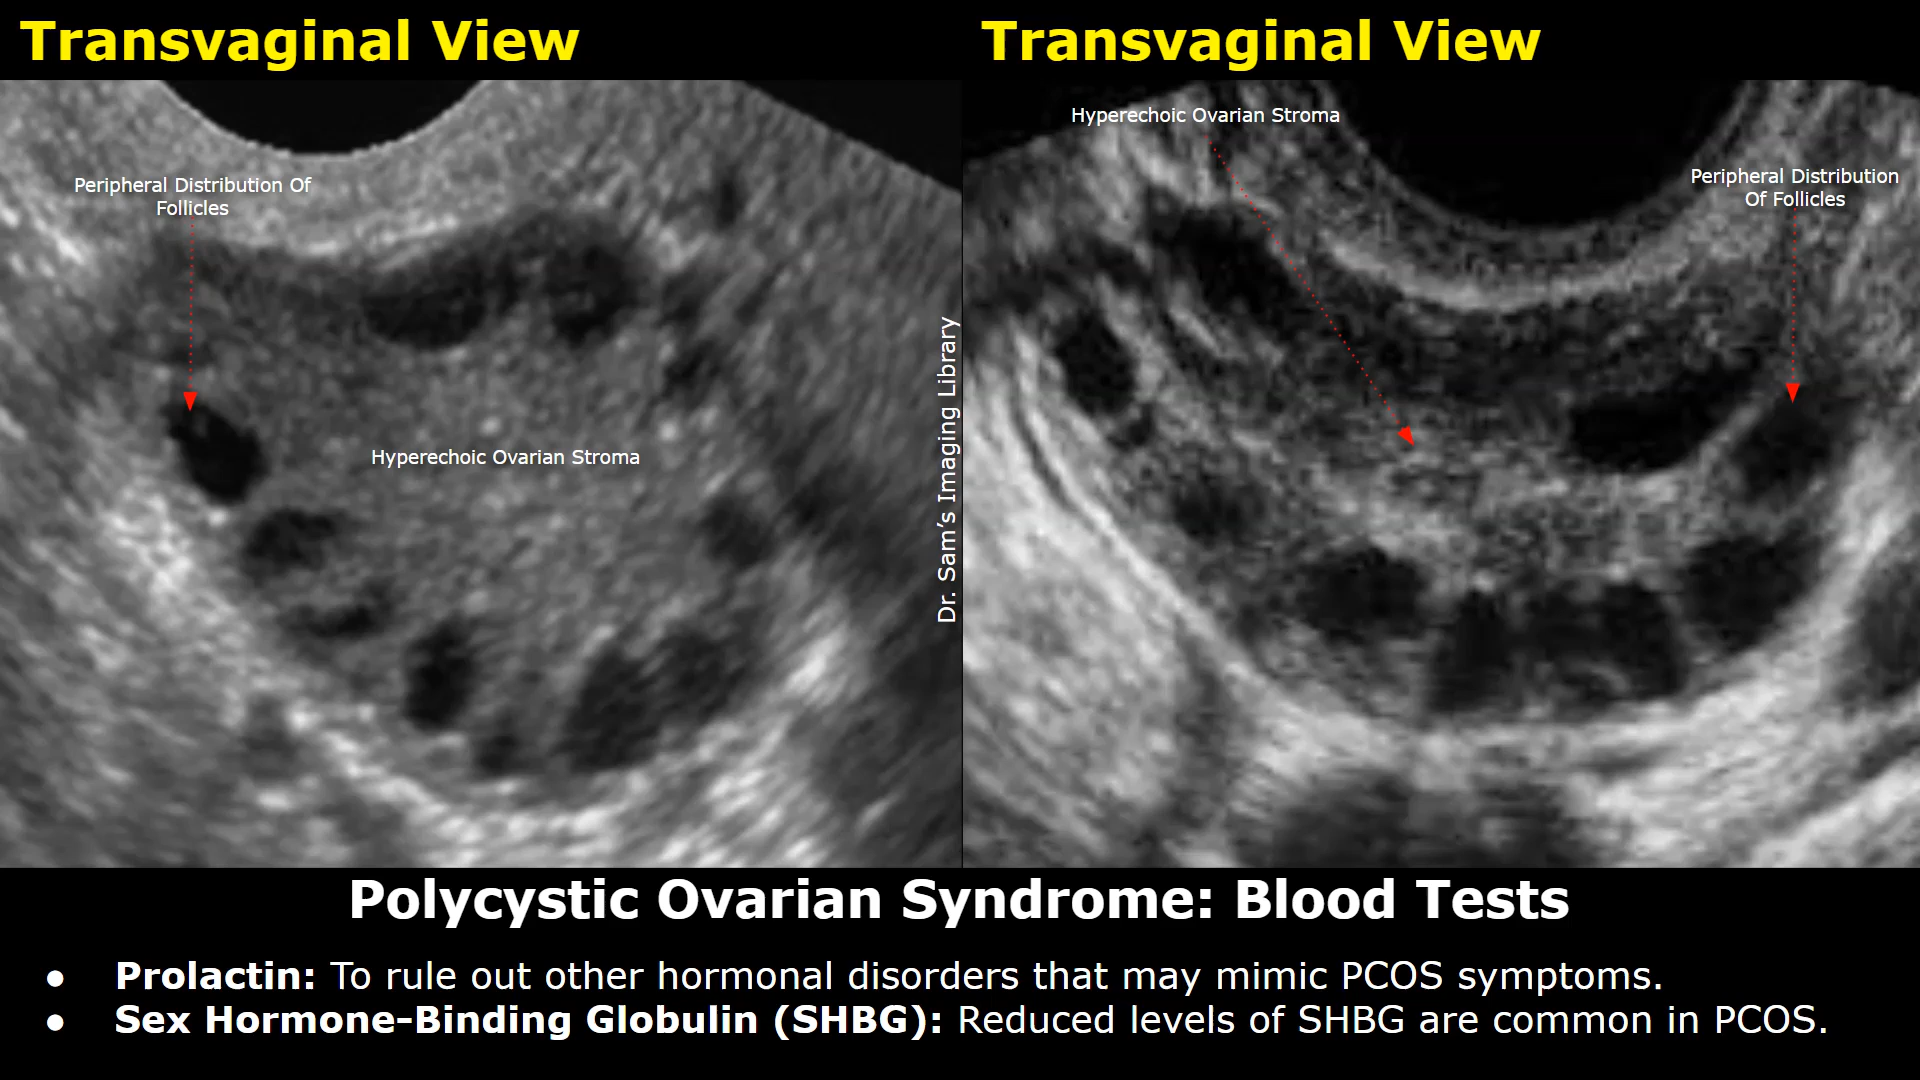 Transvaginal View
Transvaginal View
Peripheral Distribution Of
Follicles
Hyperechoic Ovarian Stroma
Dr. Sam's Imaging Library
Hyperechoic Ovarian Stroma
Peripheral Distribution
Of Follicles
Polycystic Ovarian Syndrome: Blood Tests
● Prolactin: To rule out other hormonal disorders that may mimic PCOS symptoms.
● Sex Hormone-Binding Globulin (SHBG): Reduced levels of SHBG are common in PCOS.